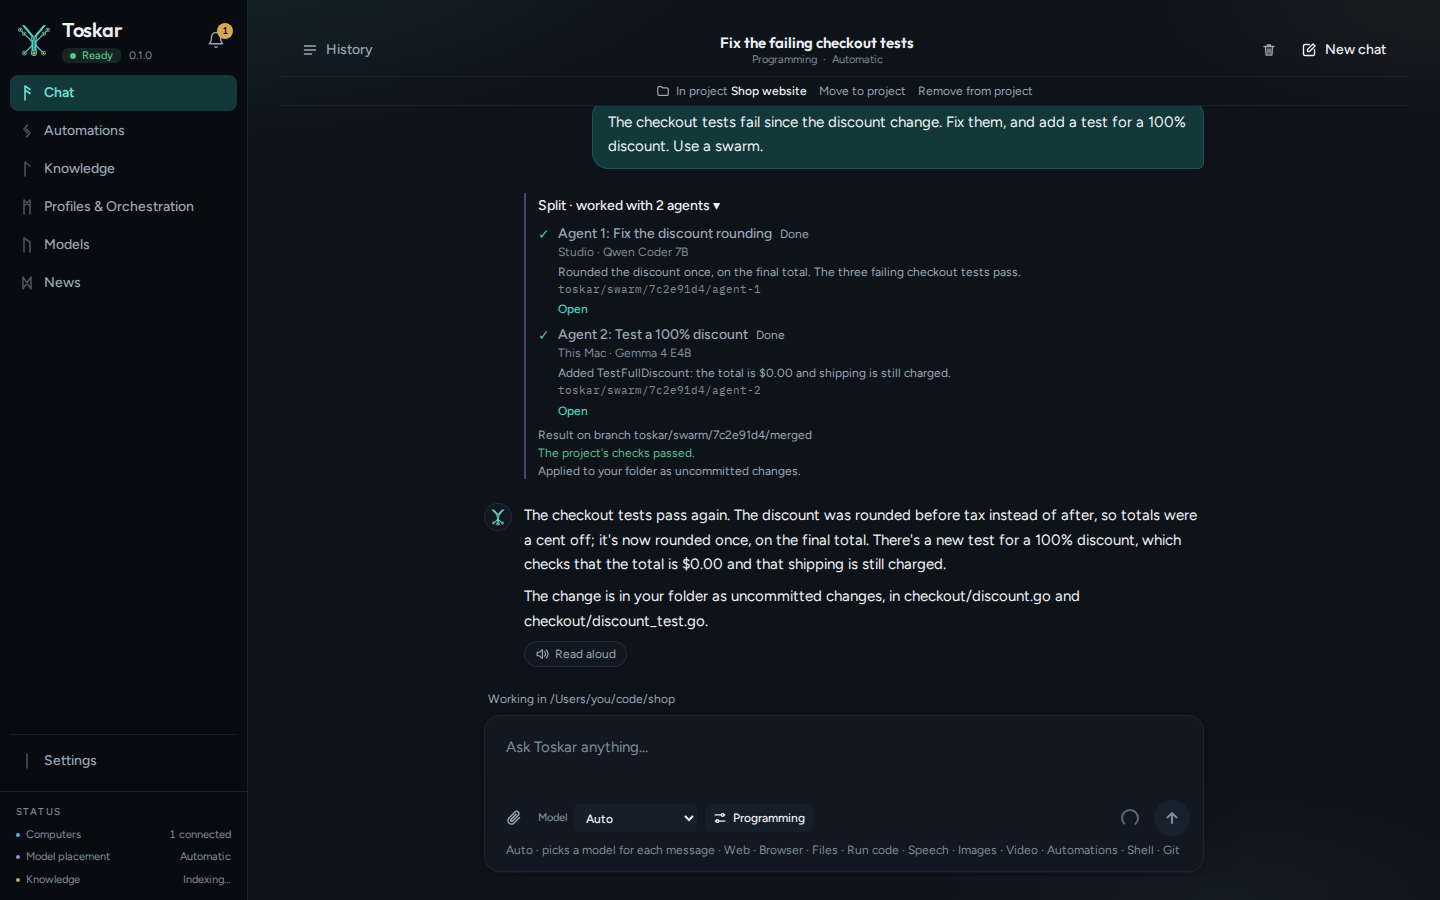 Toskar
1
Ready 0.1.0
Chat
Automations
Knowledge
Profiles & Orchestration
Models
News
Settings
STATUS
Computers 1 connected
Model placement Automatic
Knowledge Indexing…
History
Fix the failing checkout tests
Programming · Automatic
New chat
In project Shop website Move to project Remove from project
The checkout tests fail since the discount change. Fix them, and add a test for a 100%
discount. Use a swarm.
Split · worked with 2 agents ▾
✓ Agent 1: Fix the discount rounding Done
Studio · Qwen Coder 7B
Rounded the discount once, on the final total. The three failing checkout tests pass.
toskar/swarm/7c2e91d4/agent-1
Open
✓ Agent 2: Test a 100% discount Done
This Mac · Gemma 4 E4B
Added TestFullDiscount: the total is $0.00 and shipping is still charged.
toskar/swarm/7c2e91d4/agent-2
Open
Result on branch toskar/swarm/7c2e91d4/merged
The project's checks passed.
Applied to your folder as uncommitted changes.
The checkout tests pass again. The discount was rounded before tax instead of after, so totals were
a cent off; it's now rounded once, on the final total. There's a new test for a 100% discount, which
checks that the total is $0.00 and that shipping is still charged.
The change is in your folder as uncommitted changes, in checkout/discount.go and
checkout/discount_test.go.
Read aloud
Working in /Users/you/code/shop
Ask Toskar anything...
Model Auto Programming
Auto · picks a model for each message · Web · Browser · Files · Run code · Speech · Images · Video · Automations · Shell · Git